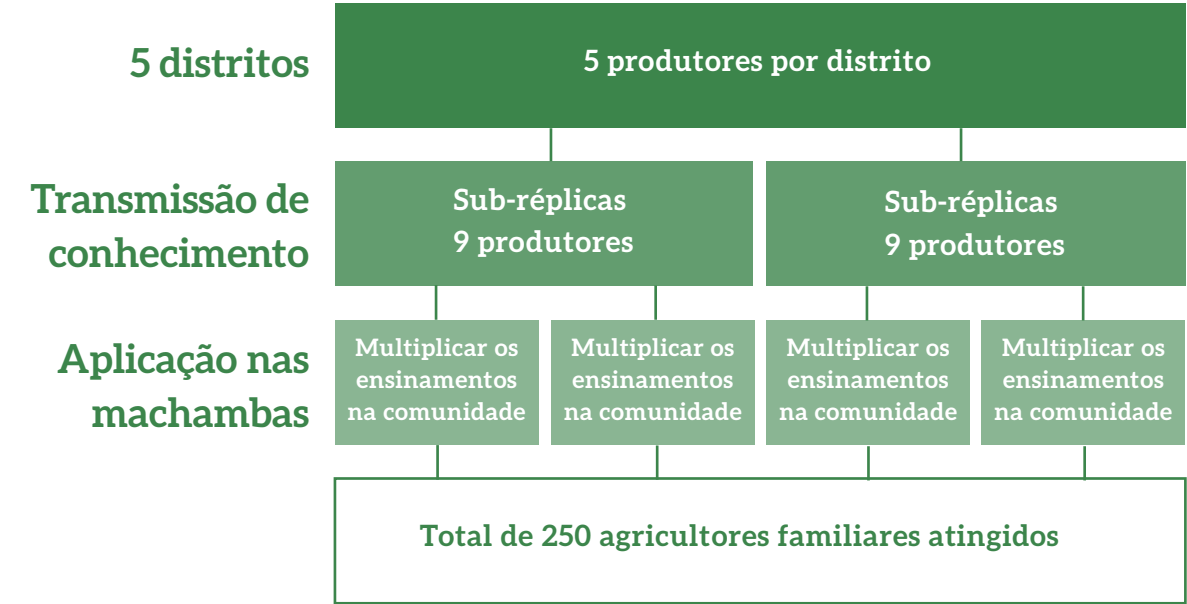 5 distritos
5 produtores por distrito
Transmissão de
conhecimento
Sub-réplicas
9 produtores
Sub-réplicas
9 produtores
Aplicação nas
machambas
Multiplicar os
ensinamentos
na comunidade
Multiplicar os
ensinamentos
na comunidade
Multiplicar os
ensinamentos
na comunidade
Multiplicar os
ensinamentos
na comunidade
Total de 250 agricultores familiares atingidos